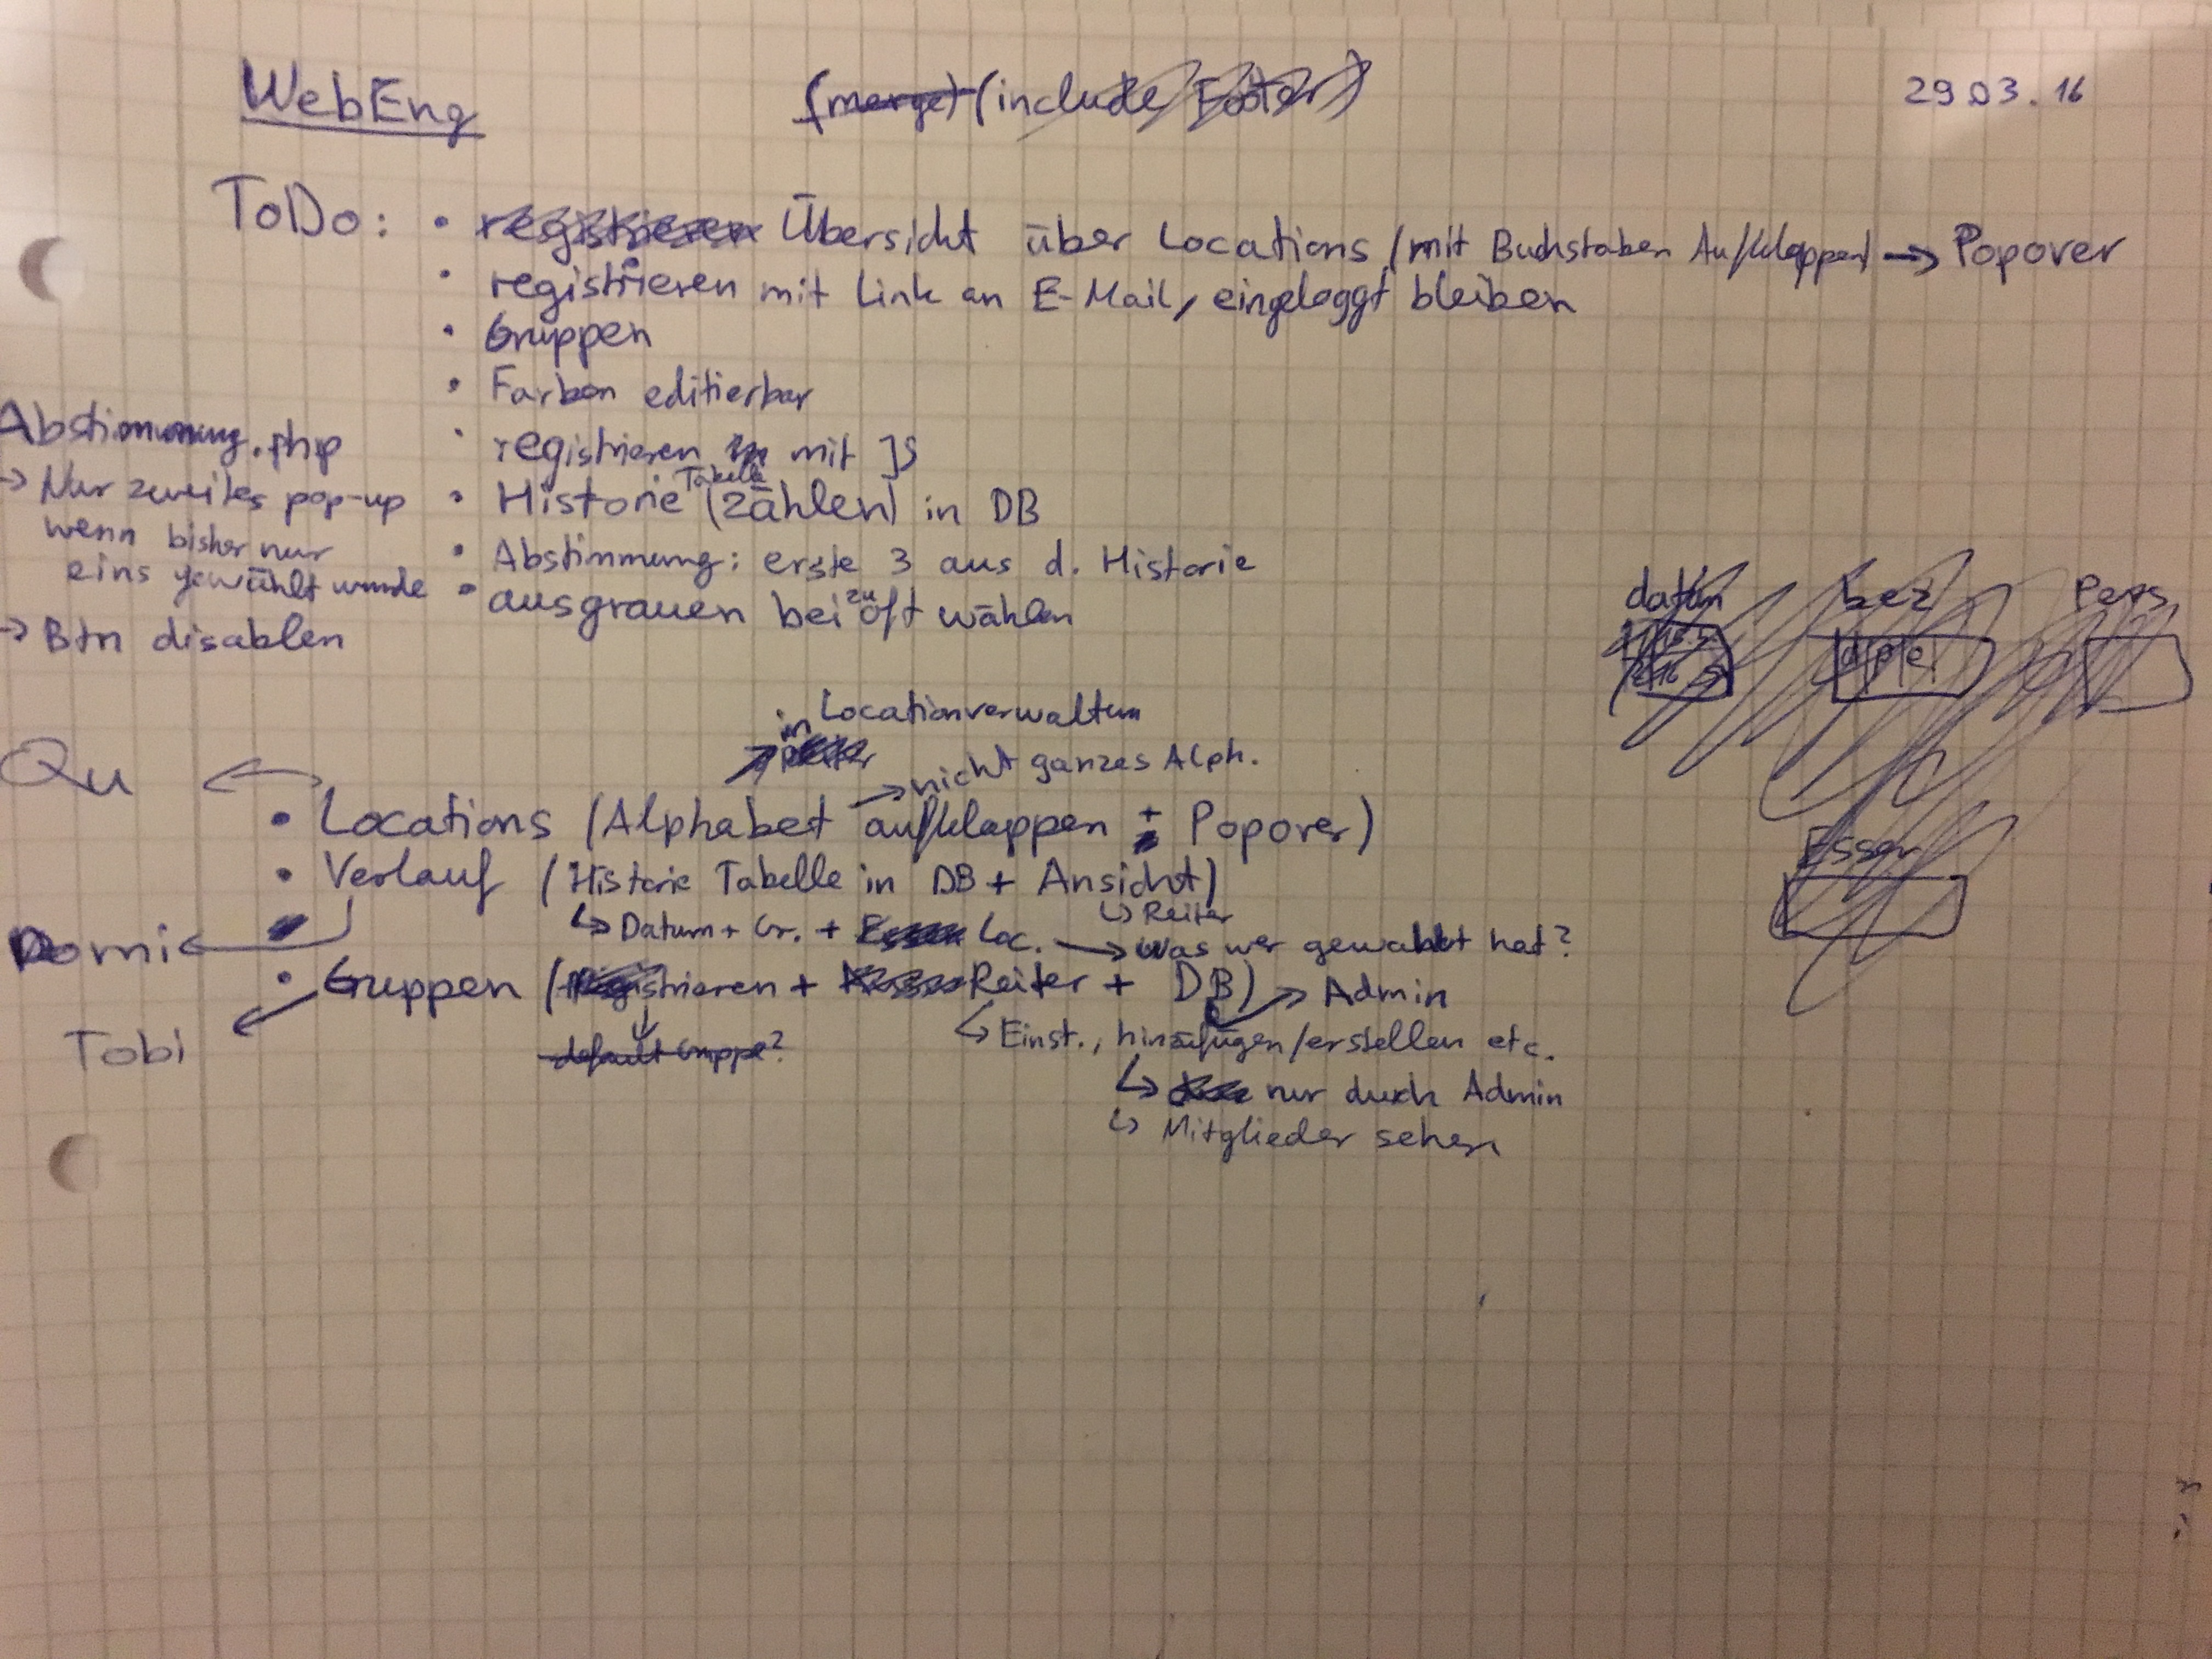 WebEng (merge) (include Footer) 29.03.16
ToDo: • registrieren Übersicht über Locations (mit Buchstaben Aufklappen) → Popover
• registrieren mit Link an E-Mail, eingeloggt bleiben
• Gruppen
• Farben editierbar
• registrieren mit JS
• Historie Tabelle (zählen) in DB
• Abstimmung: erste 3 aus d. Historie
• ausgrauen bei zu oft wählen
Abstimmung.php
→ Nur zweites pop-up
wenn bisher nur
eins gewählt wurde
→ Btn disablen
datum bez Pers
Essen
in Locationverwaltun
→ nicht ganzes Alph.
Qu ← • Locations (Alphabet aufklappen + Popover)
• Verlauf (Historie Tabelle in DB + Ansicht)
↳ Reiter
Domi ← ↳ Datum + Gr. + Essen Loc. → Was wer gewählt hat?
• Gruppen (Registrieren + Reiter + DB) → Admin
Tobi
default Gruppe?
↳ Einst., hinzufügen/erstellen etc.
↳ nur durch Admin
↳ Mitglieder sehen